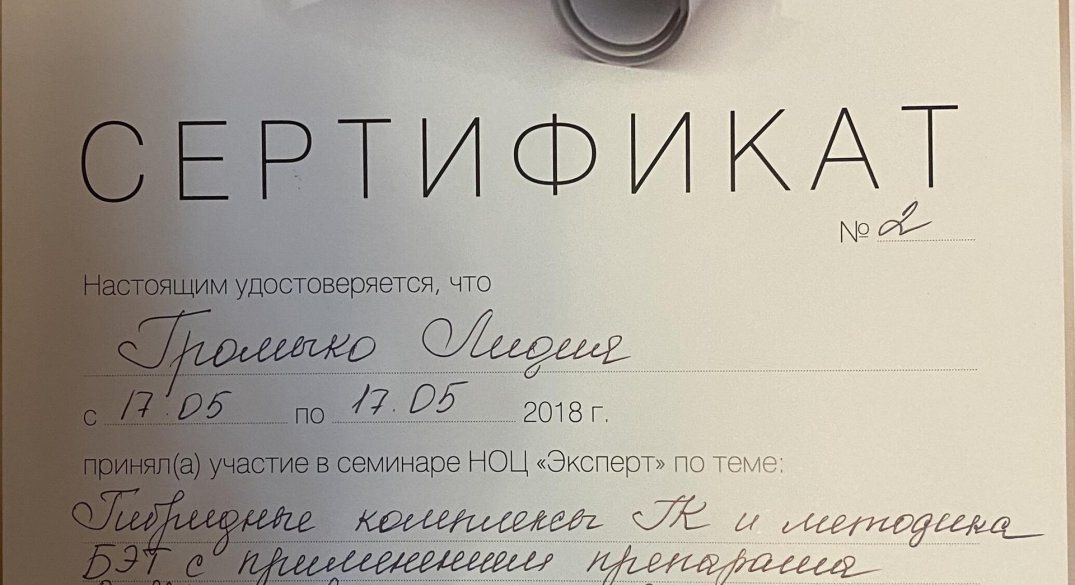 СЕРТИФИКАТ
№ 2
Настоящим удостоверяется, что
Громыко Лидия
с 17.05 по 17.05 2018 г.
принял(а) участие в семинаре НОЦ «Эксперт» по теме:
Гибридные комплексы ГК и методика
БЭТ с применением препарата